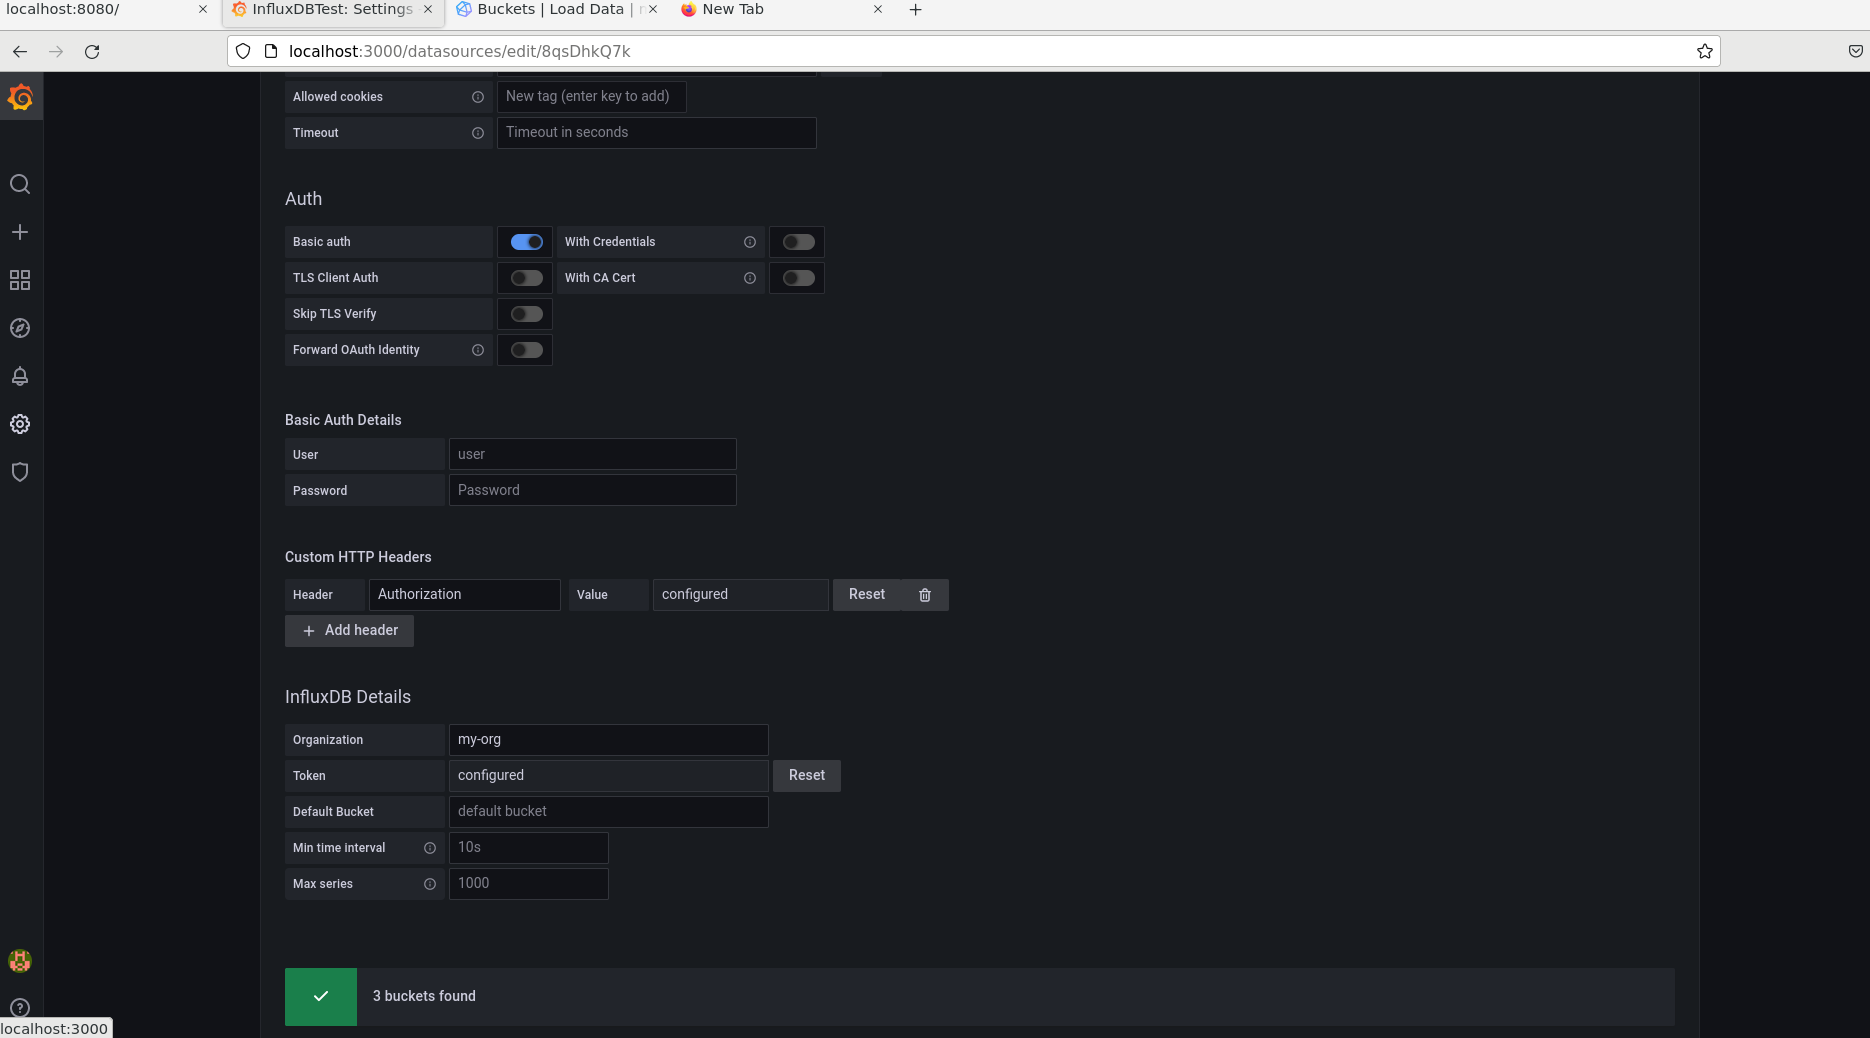 localhost:8080/
InfluxDBTest: Settings
Buckets | Load Data |
New Tab
localhost:3000/datasources/edit/8qsDhkQ7k
Allowed cookies New tag (enter key to add)
Timeout Timeout in seconds
Auth
Basic auth With Credentials
TLS Client Auth With CA Cert
Skip TLS Verify
Forward OAuth Identity
Basic Auth Details
User user
Password Password
Custom HTTP Headers
Header Authorization Value configured Reset
Add header
InfluxDB Details
Organization my-org
Token configured Reset
Default Bucket default bucket
Min time interval 10s
Max series 1000
3 buckets found
localhost:3000